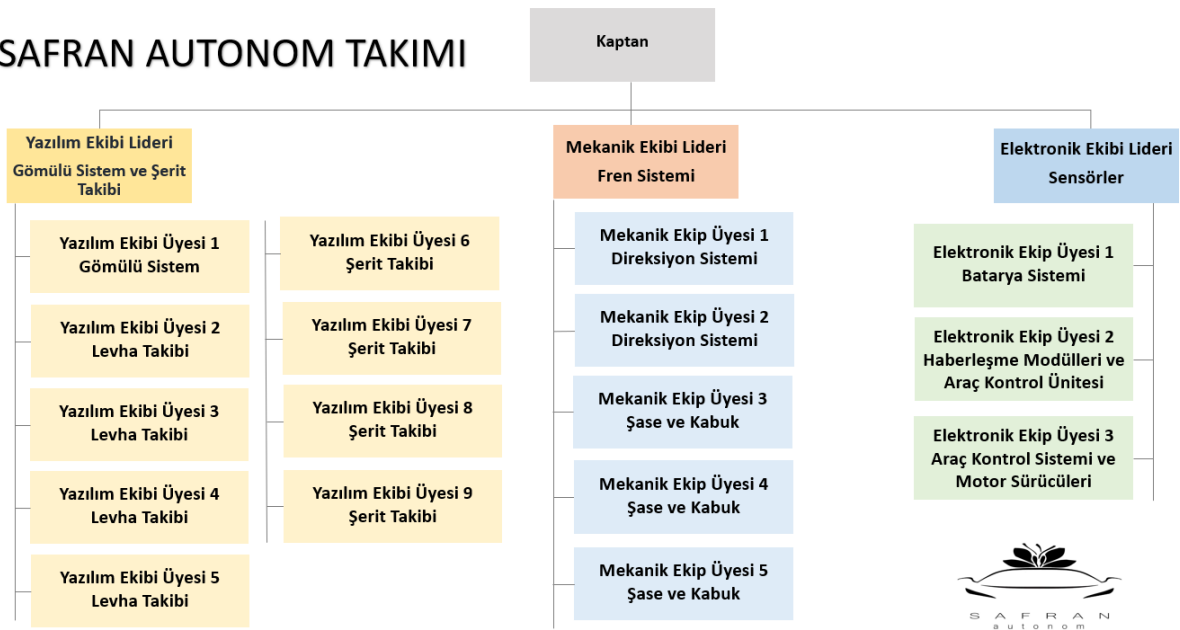 SAFRAN AUTONOM TAKIMI
Kaptan
Yazılım Ekibi Lideri
Gömülü Sistem ve Şerit
Takibi
Yazılım Ekibi Üyesi 1
Gömülü Sistem
Yazılım Ekibi Üyesi 2
Levha Takibi
Yazılım Ekibi Üyesi 3
Levha Takibi
Yazılım Ekibi Üyesi 4
Levha Takibi
Yazılım Ekibi Üyesi 5
Levha Takibi
Yazılım Ekibi Üyesi 6
Şerit Takibi
Yazılım Ekibi Üyesi 7
Şerit Takibi
Yazılım Ekibi Üyesi 8
Şerit Takibi
Yazılım Ekibi Üyesi 9
Şerit Takibi
Mekanik Ekibi Lideri
Fren Sistemi
Mekanik Ekip Üyesi 1
Direksiyon Sistemi
Mekanik Ekip Üyesi 2
Direksiyon Sistemi
Mekanik Ekip Üyesi 3
Şase ve Kabuk
Mekanik Ekip Üyesi 4
Şase ve Kabuk
Mekanik Ekip Üyesi 5
Şase ve Kabuk
Elektronik Ekibi Lideri
Sensörler
Elektronik Ekip Üyesi 1
Batarya Sistemi
Elektronik Ekip Üyesi 2
Haberleşme Modülleri ve
Araç Kontrol Ünitesi
Elektronik Ekip Üyesi 3
Araç Kontrol Sistemi ve
Motor Sürücüleri
SAFRAN
autonom